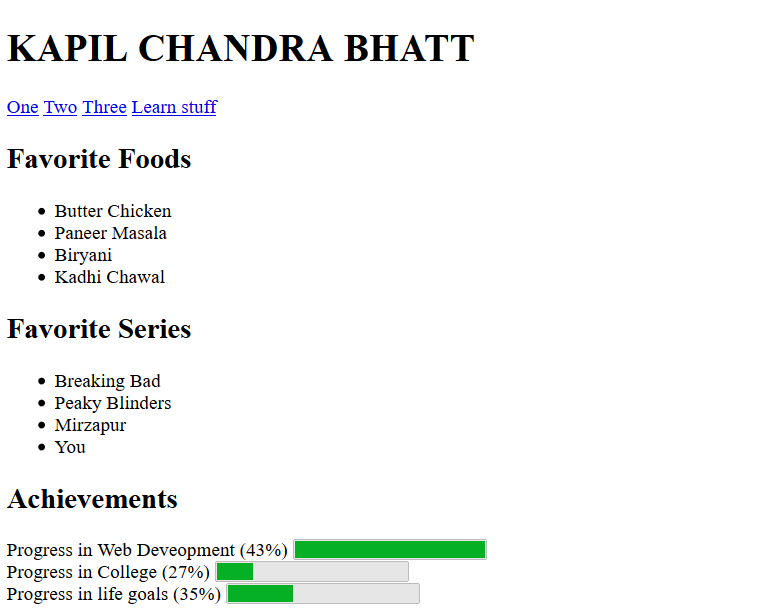 KAPIL CHANDRA BHATT
One Two Three Learn stuff
Favorite Foods
Butter Chicken
Paneer Masala
Biryani
Kadhi Chawal
Favorite Series
Breaking Bad
Peaky Blinders
Mirzapur
You
Achievements
Progress in Web Deveopment (43%)
Progress in College (27%)
Progress in life goals (35%)